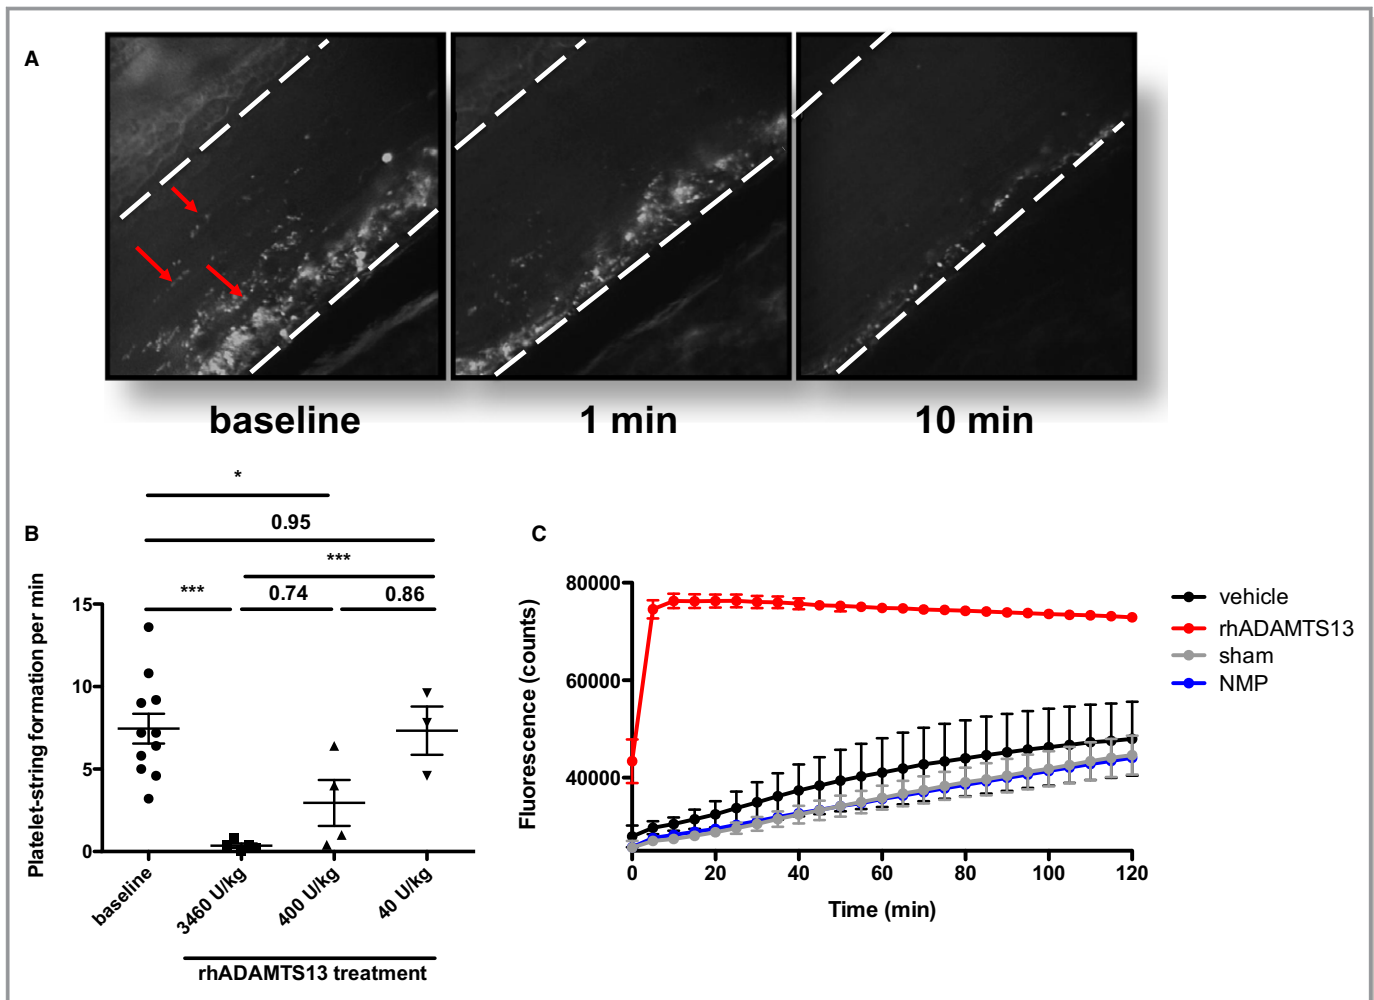 A
baseline
1 min
10 min
B
*
0.95
***
***
0.74
0.86
Platelet-string formation per min
15
10
5
0
baseline
3460 U/kg
400 U/kg
40 U/kg
rhADAMTS13 treatment
C
Fluorescence (counts)
80000
60000
40000
0
20
40
60
80
100
120
Time (min)
vehicle
rhADAMTS13
sham
NMP